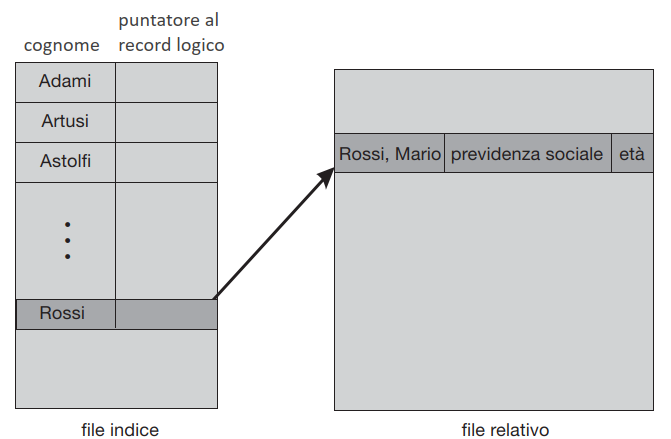 cognome
puntatore al
record logico
Adami
Artusi
Astolfi
Rossi
file indice
Rossi, Mario
previdenza sociale
età
file relativo